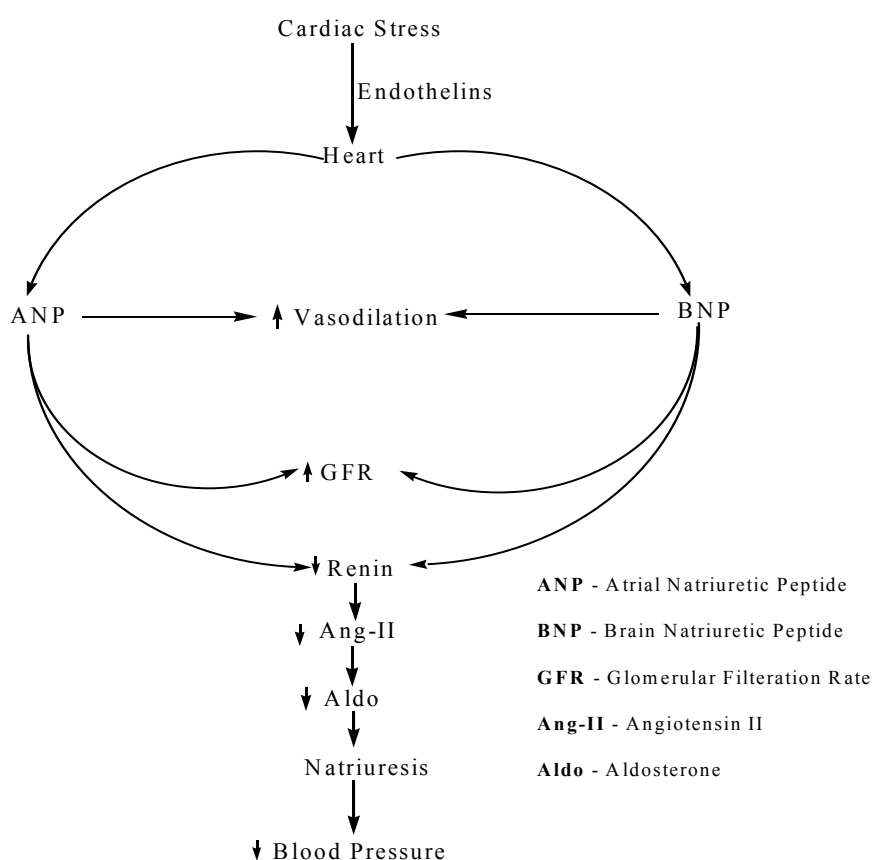 Cardiac Stress
Endothelins
Heart
ANP
Vasodilation
BNP
GFR
Renin
Ang-II
Aldo
Natriuresis
Blood Pressure
ANP - Atrial Natriuretic Peptide
BNP - Brain Natriuretic Peptide
GFR - Glomerular Filteration Rate
Ang-II - Angiotensin II
Aldo - Aldosterone